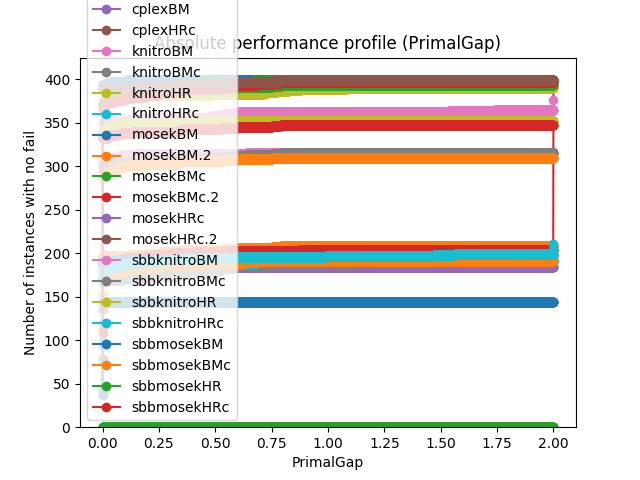 cplexBM
cplexHRc
knitroBM
knitroBMc
knitroHR
knitroHRc
mosekBM
mosekBM.2
mosekBMc
mosekBMc.2
mosekHRc
mosekHRc.2
sbbknitroBM
sbbknitroBMc
sbbknitroHR
sbbknitroHRc
sbbmosekBM
sbbmosekBMc
sbbmosekHR
sbbmosekHRc
Absolute performance profile (PrimalGap)
Number of instances with no fail
400
350
300
250
200
150
100
50
0
0.00 0.25 0.50 0.75 1.00 1.25 1.50 1.75 2.00
PrimalGap